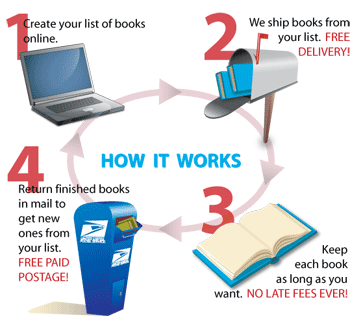 1
Create your list of books
online.
2
We ship books from
your list. FREE
DELIVERY!
HOW IT WORKS
3
Keep
each book
as long as you
want. NO LATE FEES EVER!
4
Return finished books
in mail to
get new
ones from
your list.
FREE PAID
POSTAGE!